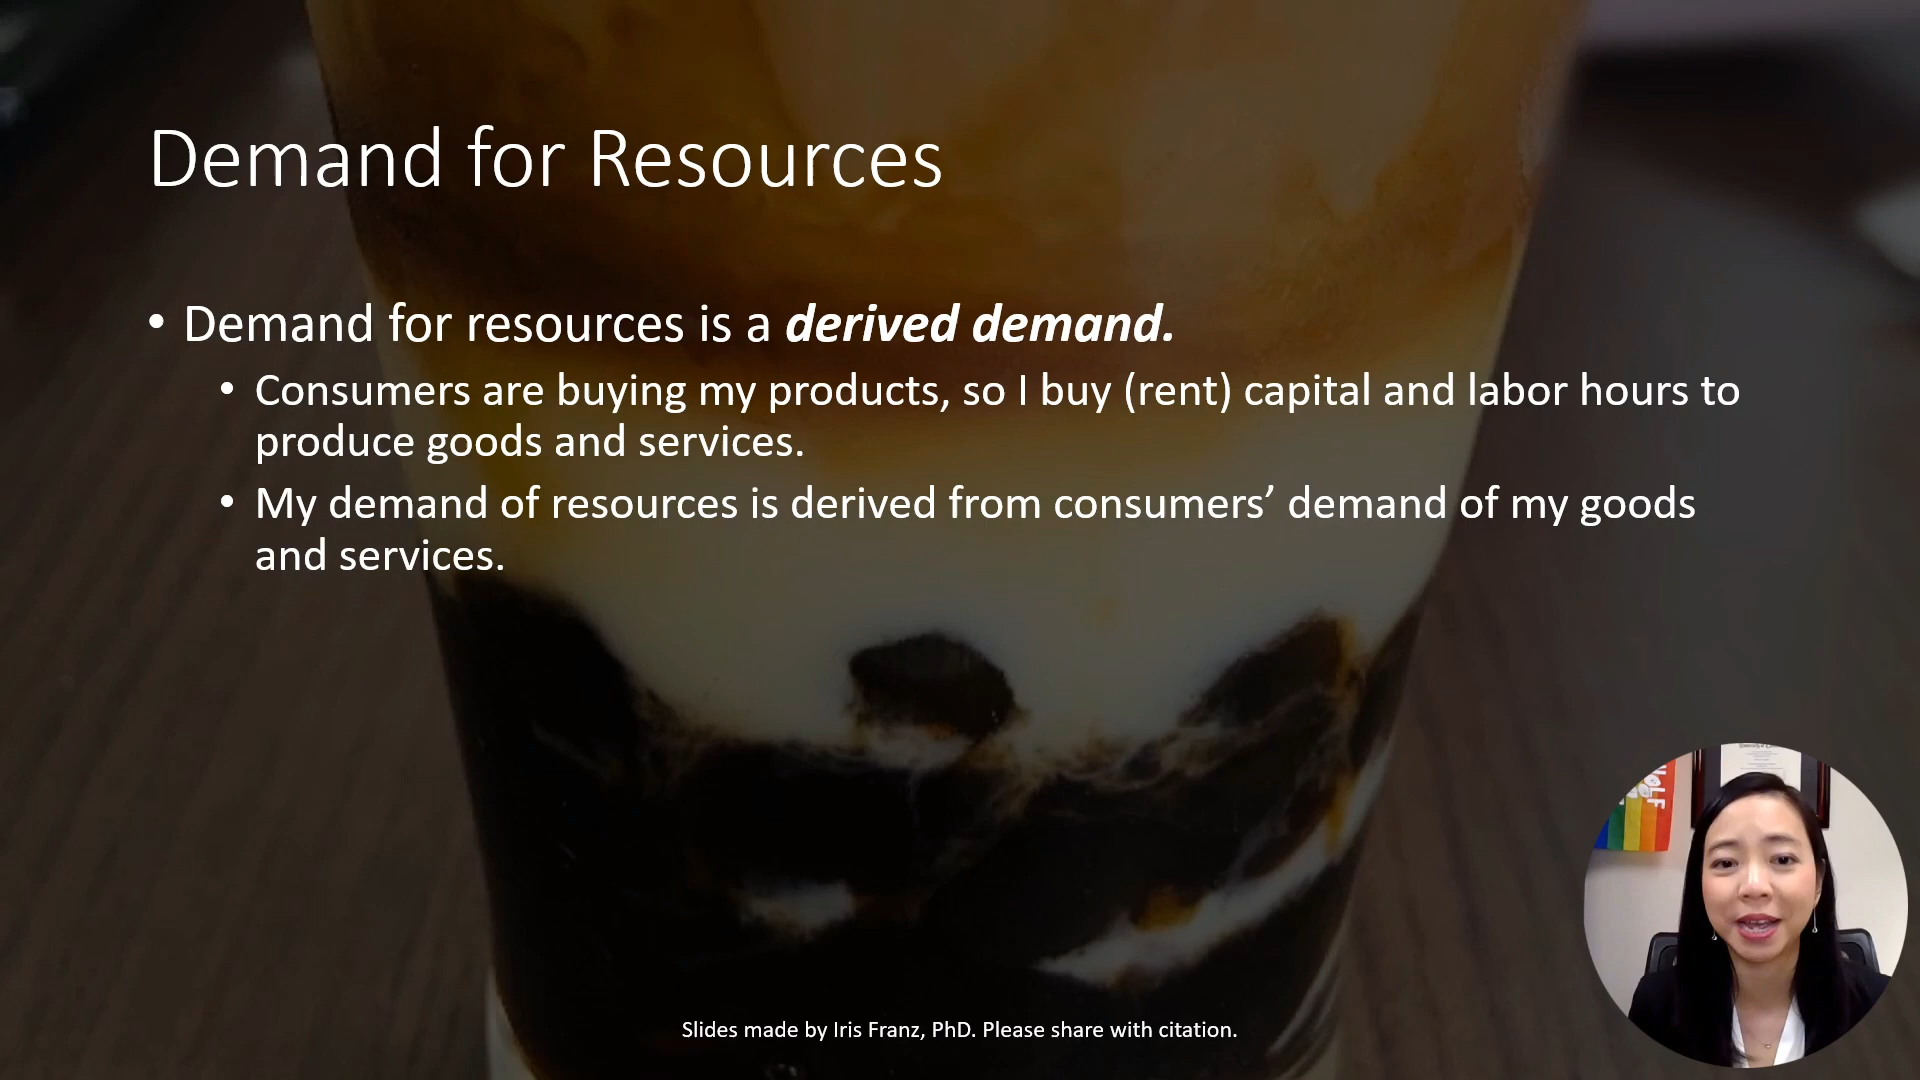 Demand for Resources
• Demand for resources is a derived demand.
• Consumers are buying my products, so I buy (rent) capital and labor hours to
produce goods and services.
• My demand of resources is derived from consumers’ demand of my goods
and services.
Slides made by Iris Franz, PhD. Please share with citation.